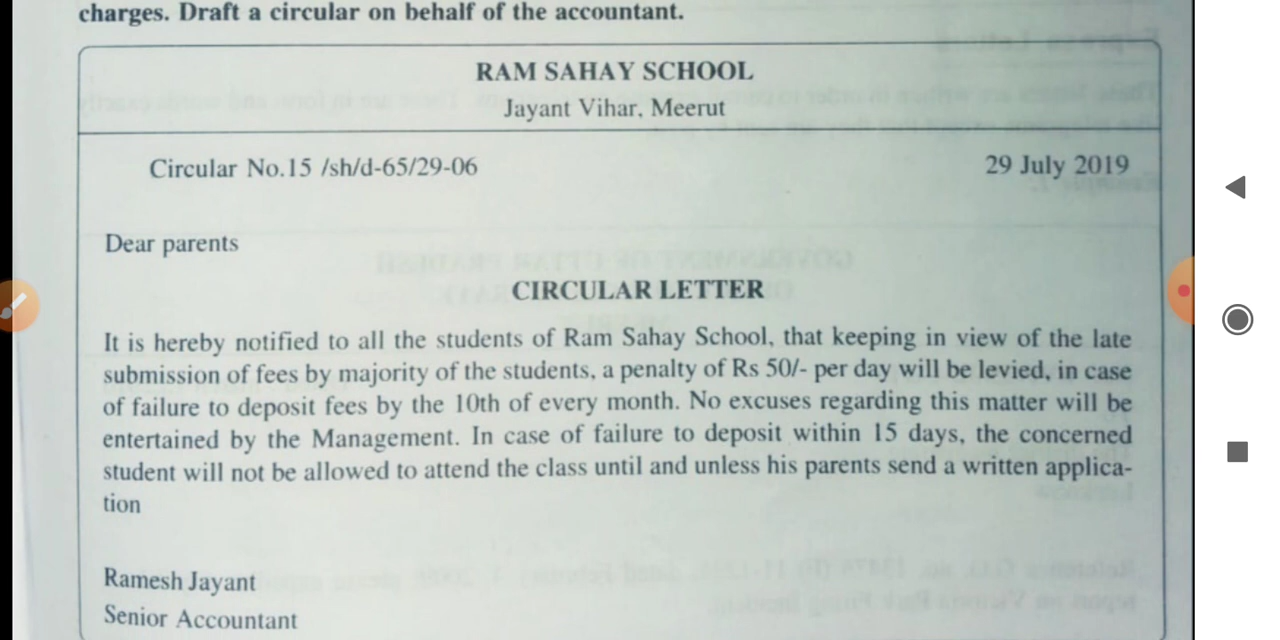 charges. Draft a circular on behalf of the accountant.
RAM SAHAY SCHOOL
Jayant Vihar, Meerut
Circular No.15 /sh/d-65/29-06
29 July 2019
Dear parents
CIRCULAR LETTER
It is hereby notified to all the students of Ram Sahay School, that keeping in view of the late
submission of fees by majority of the students, a penalty of Rs 50/- per day will be levied, in case
of failure to deposit fees by the 10th of every month. No excuses regarding this matter will be
entertained by the Management. In case of failure to deposit within 15 days, the concerned
student will not be allowed to attend the class until and unless his parents send a written applica-
tion
Ramesh Jayant
Senior Accountant